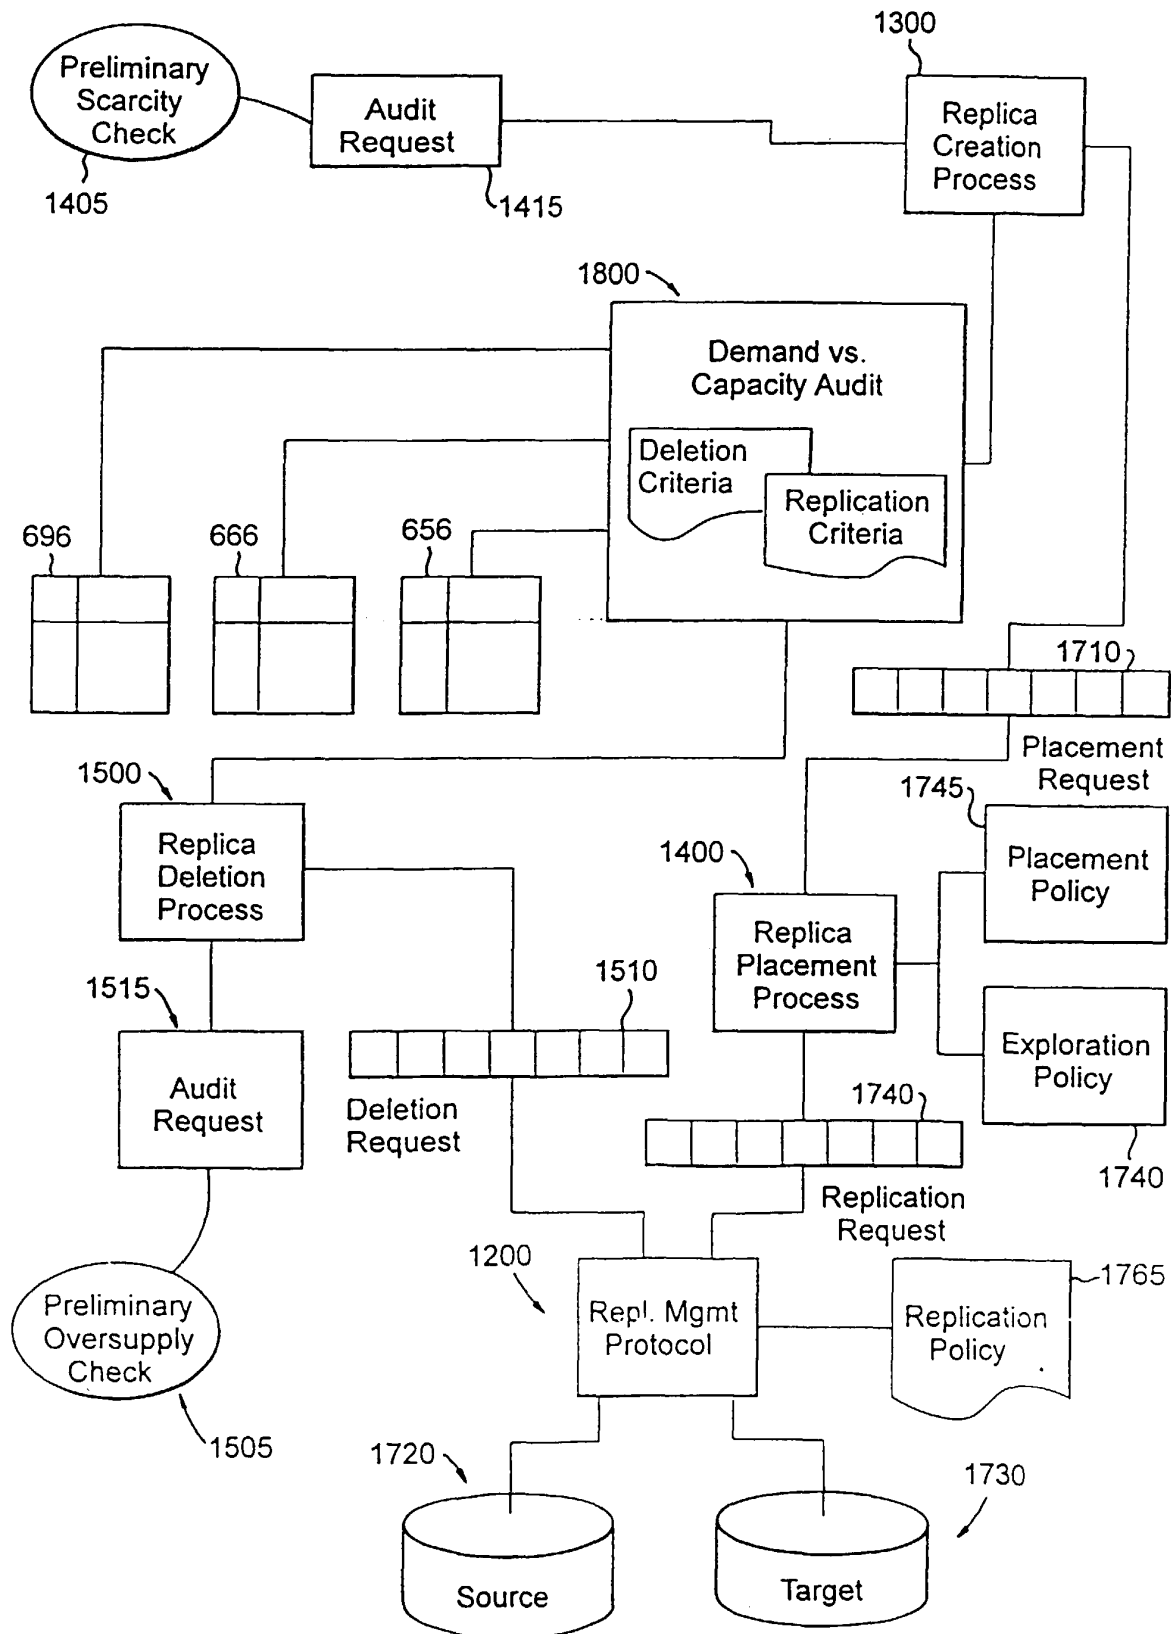 1300
Preliminary
Scarcity
Check
1405
Audit
Request
1415
Replica
Creation
Process
1800
Demand vs.
Capacity Audit
Deletion
Criteria
Replication
Criteria
696
666
656
1710
Placement
Request
1500
Replica
Deletion
Process
1745
Placement
Policy
1400
Replica
Placement
Process
1515
Audit
Request
1510
Deletion
Request
Exploration
Policy
1740
1740
Replication
Request
1200
Repl. Mgmt
Protocol
1765
Replication
Policy
Preliminary
Oversupply
Check
1505
1720
Source
1730
Target